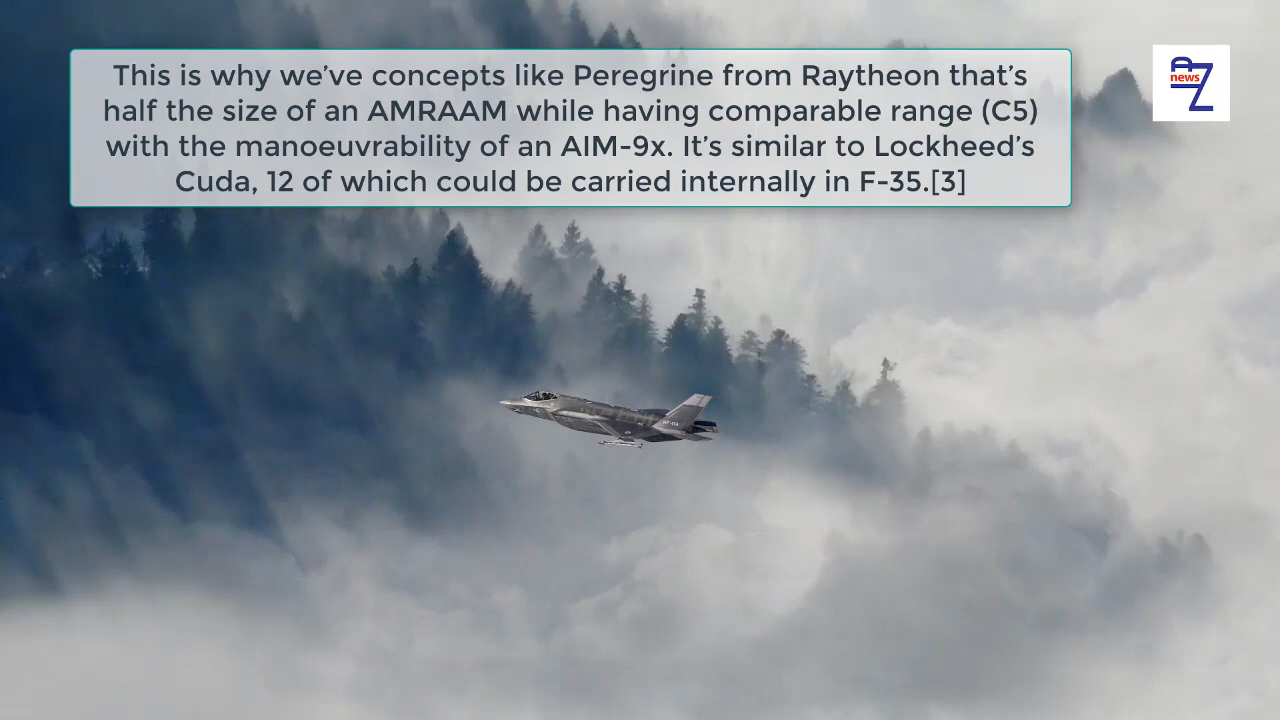 This is why we've concepts like Peregrine from Raytheon that's
half the size of an AMRAAM while having comparable range (C5)
with the manoeuvrability of an AIM-9x. It's similar to Lockheed's
Cuda, 12 of which could be carried internally in F-35.[3]
A
news
Z